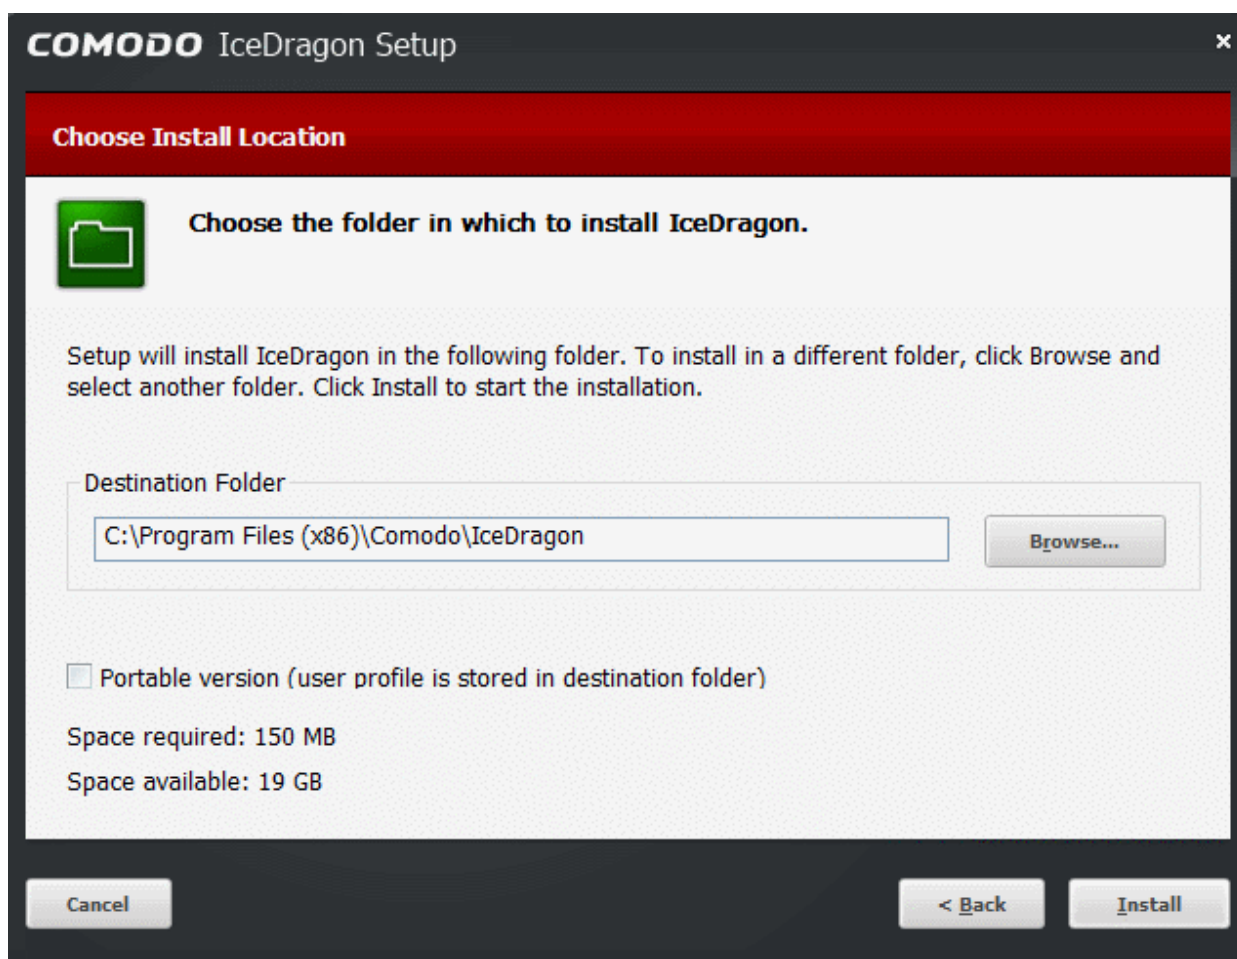 COMODO IceDragon Setup
Choose Install Location
Choose the folder in which to install IceDragon.
Setup will install IceDragon in the following folder. To install in a different folder, click Browse and
select another folder. Click Install to start the installation.
Destination Folder
C:\Program Files (x86)\Comodo\IceDragon
Browse...
Portable version (user profile is stored in destination folder)
Space required: 150 MB
Space available: 19 GB
Cancel
< Back
Install